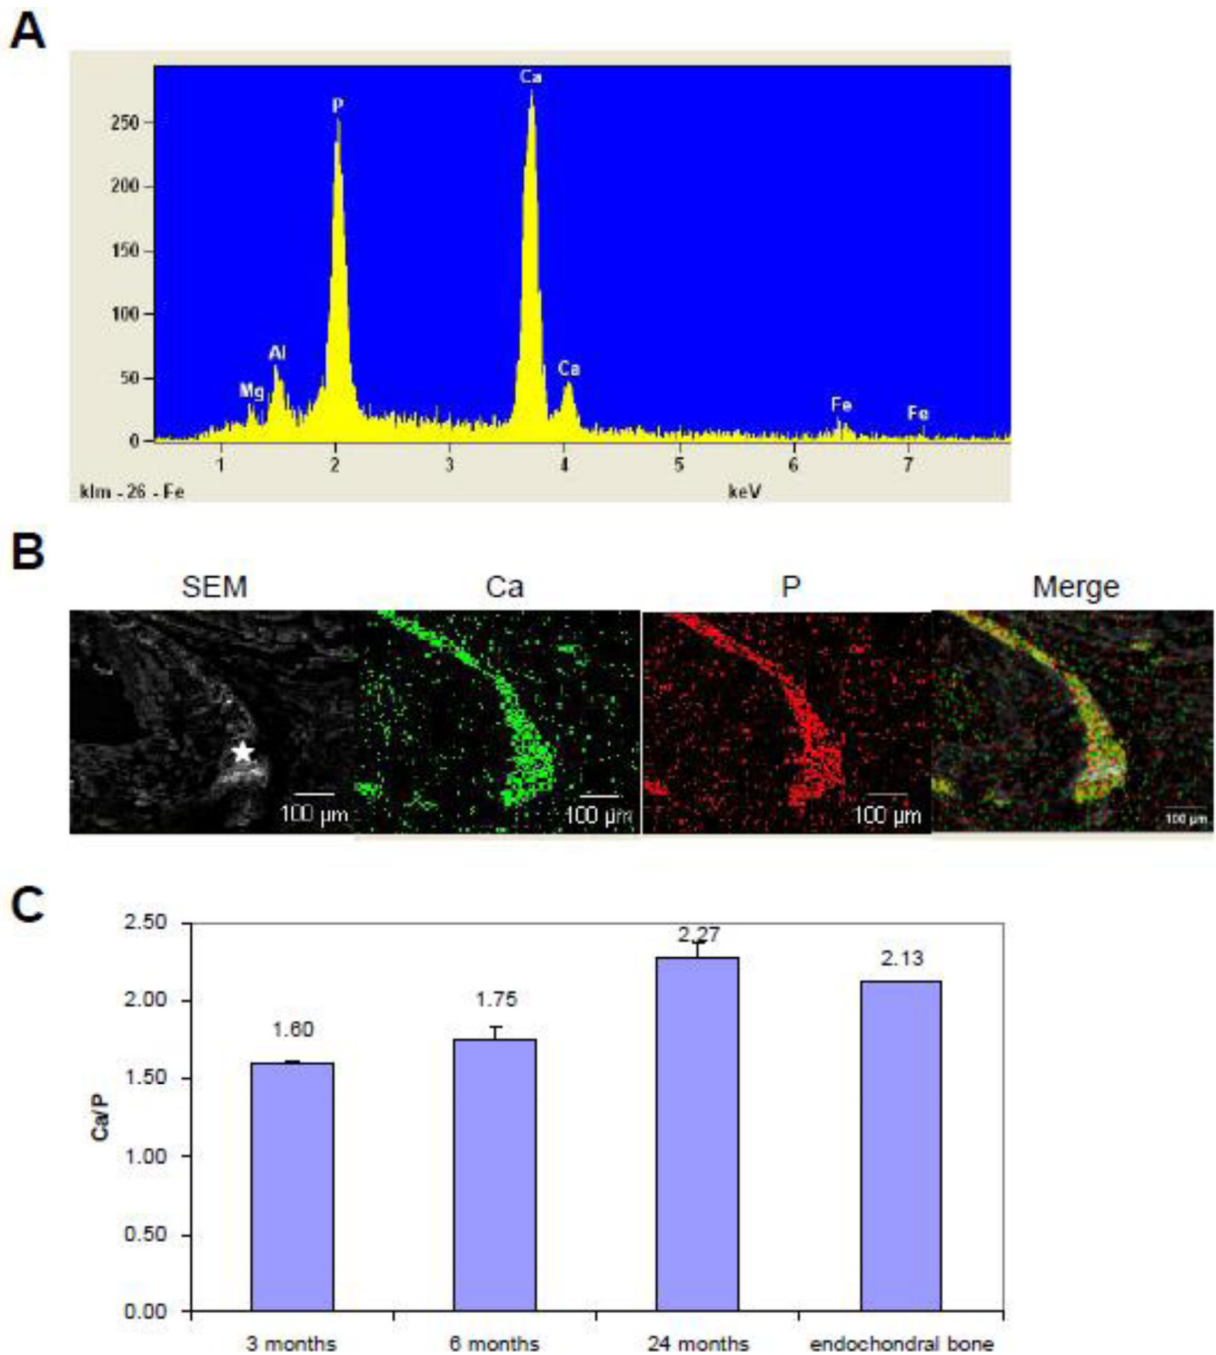 A
Ca
P
250
200
150
100
50
0
Al
Mg
Ca
Fe
Fe
1 2 3 4 5 6 7
klm - 26 - Fe keV
B
SEM Ca P Merge
100 µm 100 µm 100 µm 100 µm
C
Ca/P
2.50
2.00
1.50
1.00
0.50
0.00
1.60
1.75
2.27
2.13
3 months 6 months 24 months endochondral bone